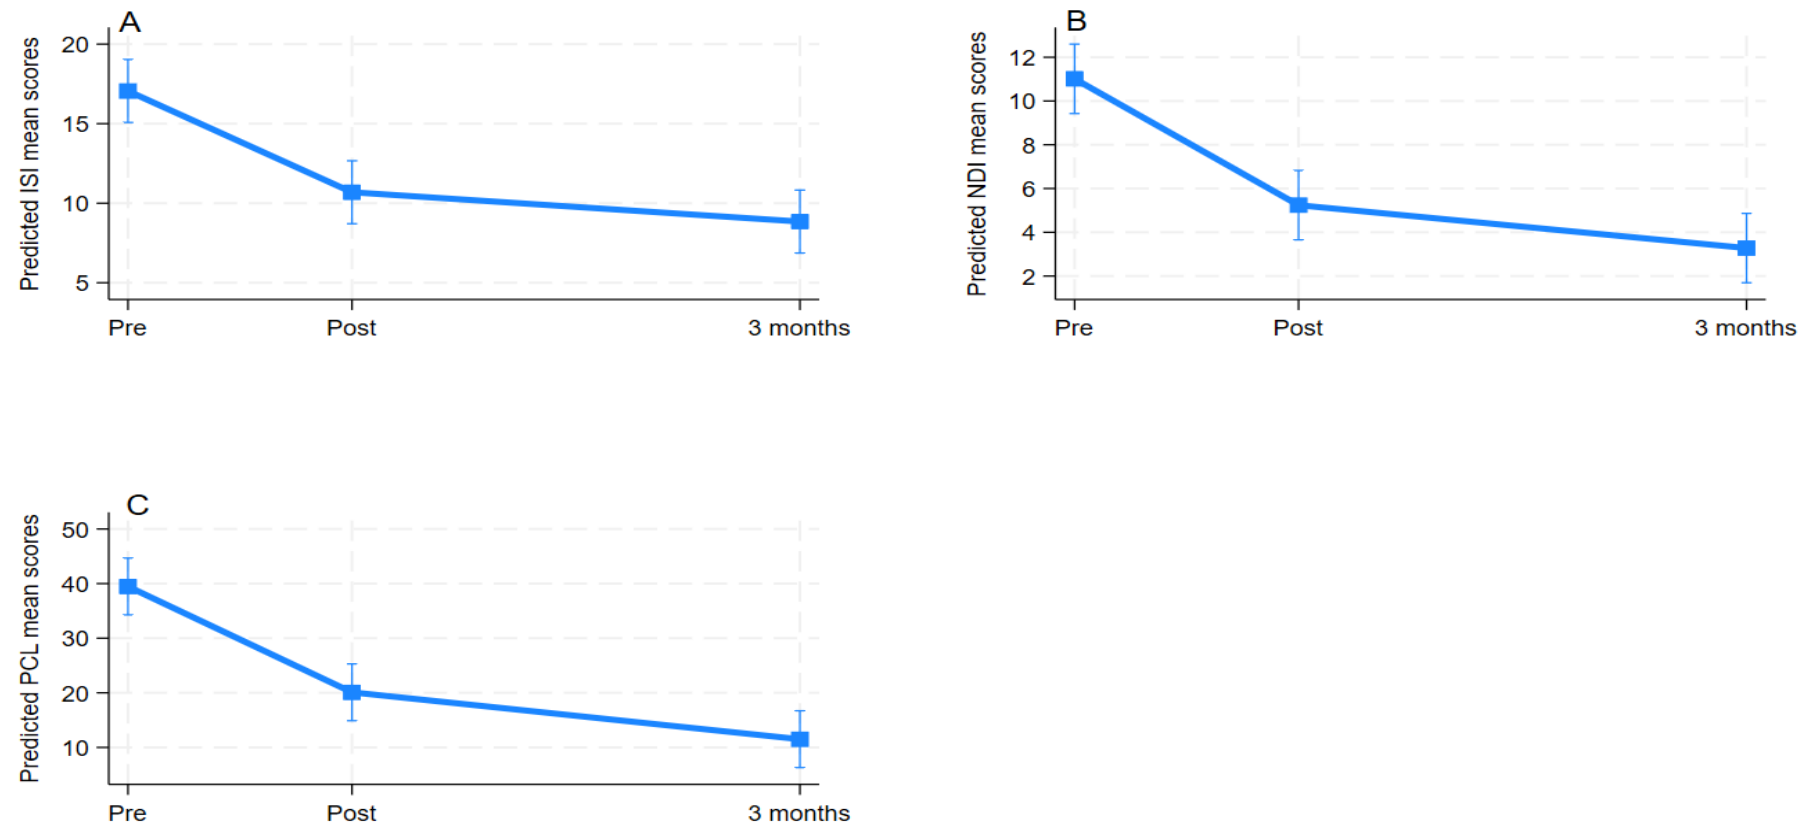 A
Predicted ISI mean scores
20
15
10
5
Pre Post 3 months
B
Predicted NDI mean scores
12
10
8
6
4
2
Pre Post 3 months
C
Predicted PCL mean scores
50
40
30
20
10
Pre Post 3 months